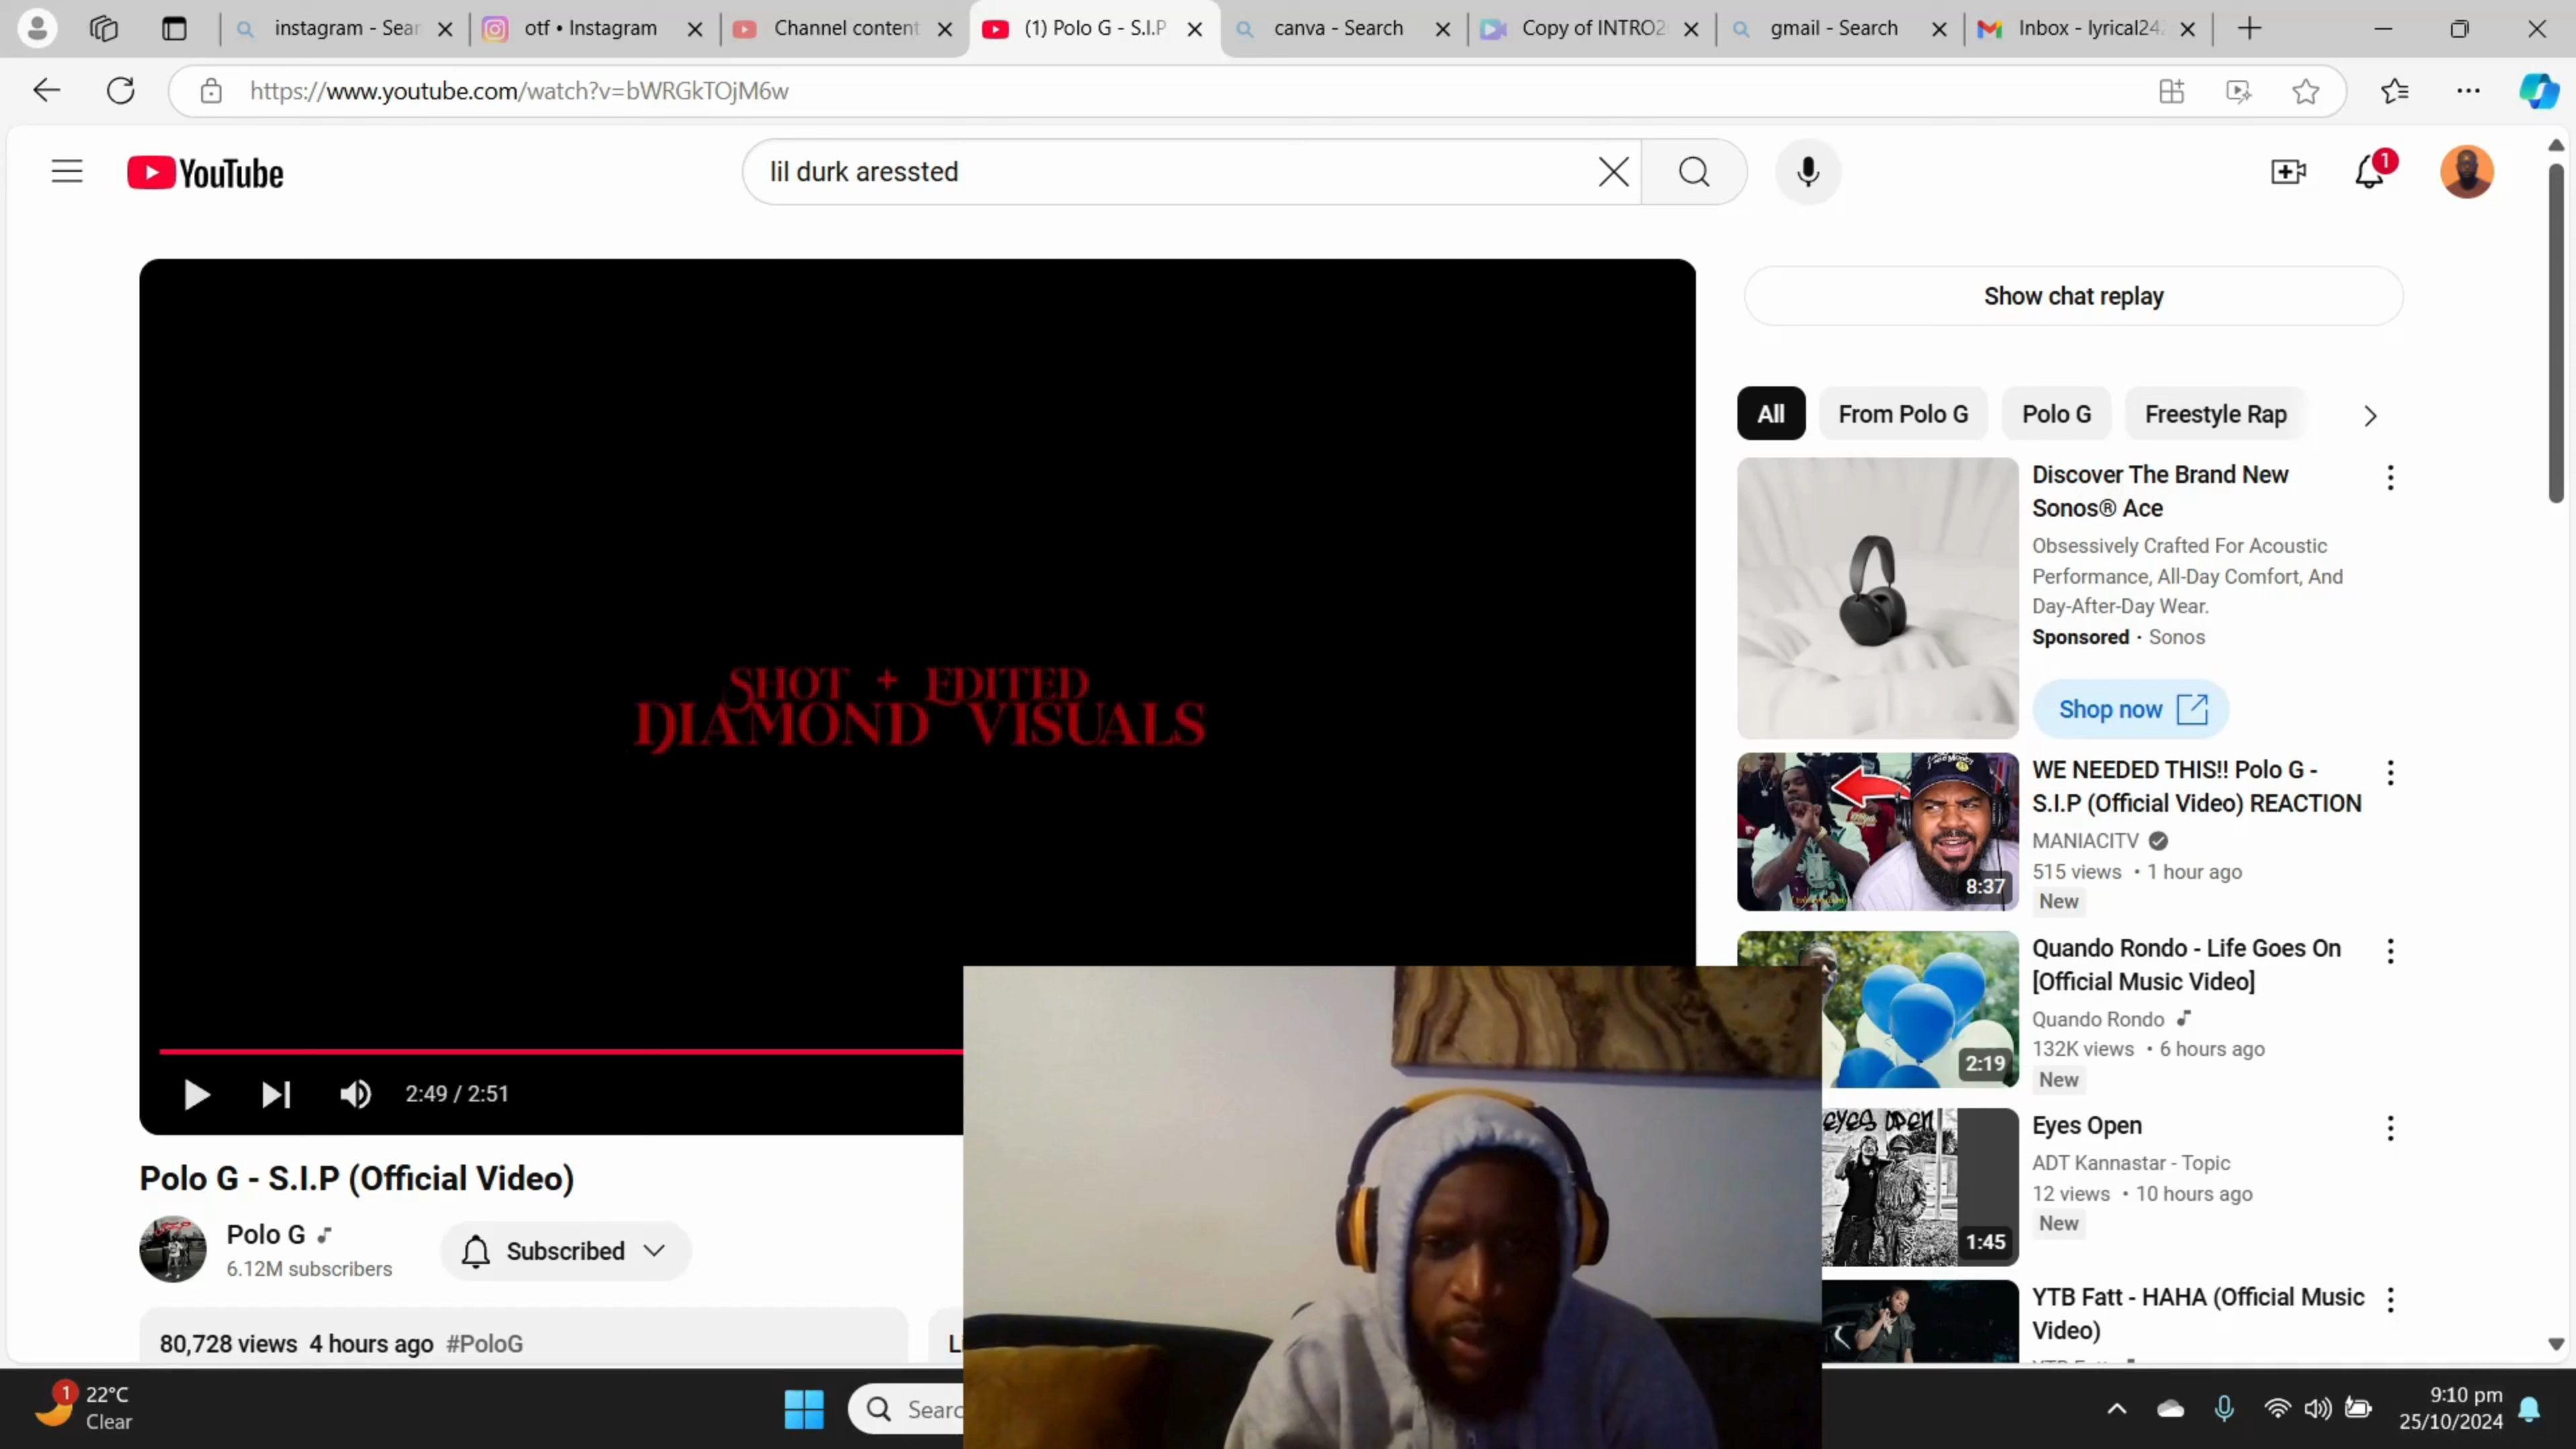 instagram - Sear
otf • Instagram
Channel content
(1) Polo G - S.I.P
canva - Search
Copy of INTRO2
gmail - Search
Inbox - lyrical242
https://www.youtube.com/watch?v=bWRGkTOjM6w
YouTube
lil durk aressted
1
Show chat replay
All
From Polo G
Polo G
Freestyle Rap
SHOT + EDITED
DIAMOND VISUALS
2:49 / 2:51
Polo G - S.I.P (Official Video)
Polo G
6.12M subscribers
Subscribed
80,728 views 4 hours ago #PoloG
Discover The Brand New
Sonos® Ace
Obsessively Crafted For Acoustic
Performance, All-Day Comfort, And
Day-After-Day Wear.
Sponsored · Sonos
Shop now
8:37
WE NEEDED THIS!! Polo G -
S.I.P (Official Video) REACTION
MANIACITV
515 views • 1 hour ago
New
2:19
Quando Rondo - Life Goes On
[Official Music Video]
Quando Rondo
132K views • 6 hours ago
New
EYES OPEN
1:45
Eyes Open
ADT Kannastar - Topic
12 views • 10 hours ago
New
YTB Fatt - HAHA (Official Music
Video)
1
22°C
Clear
Searc
9:10 pm
25/10/2024